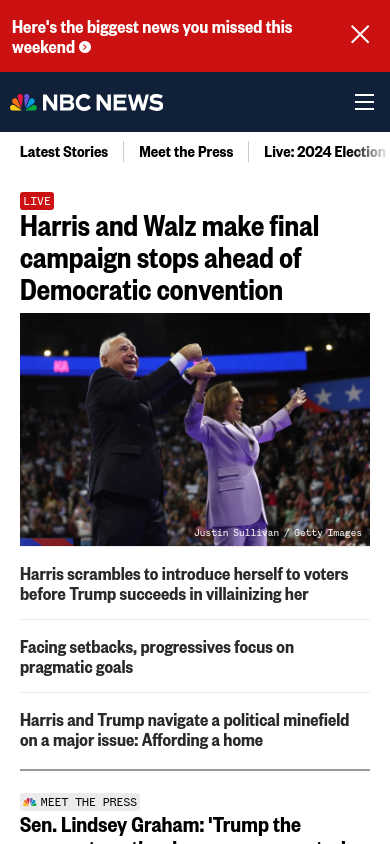 Here's the biggest news you missed this
weekend
NBC NEWS
Latest Stories
Meet the Press
Live: 2024 Election
LIVE
Harris and Walz make final
campaign stops ahead of
Democratic convention
Justin Sullivan / Getty Images
Harris scrambles to introduce herself to voters
before Trump succeeds in villainizing her
Facing setbacks, progressives focus on
pragmatic goals
Harris and Trump navigate a political minefield
on a major issue: Affording a home
MEET THE PRESS
Sen. Lindsey Graham: 'Trump the